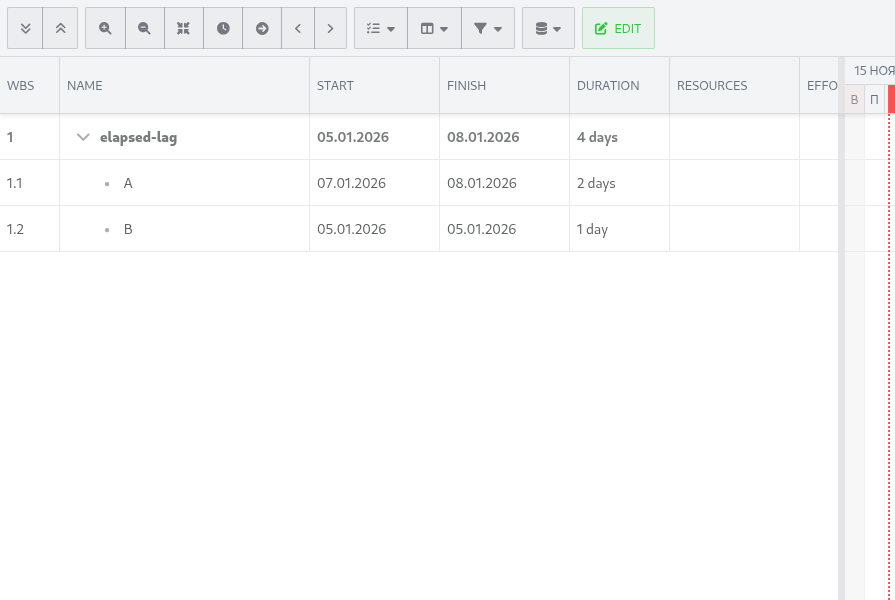 EDIT
WBS NAME START FINISH DURATION RESOURCES EFFO
15 НОЯ
В П
1 elapsed-lag 05.01.2026 08.01.2026 4 days
1.1 A 07.01.2026 08.01.2026 2 days
1.2 B 05.01.2026 05.01.2026 1 day